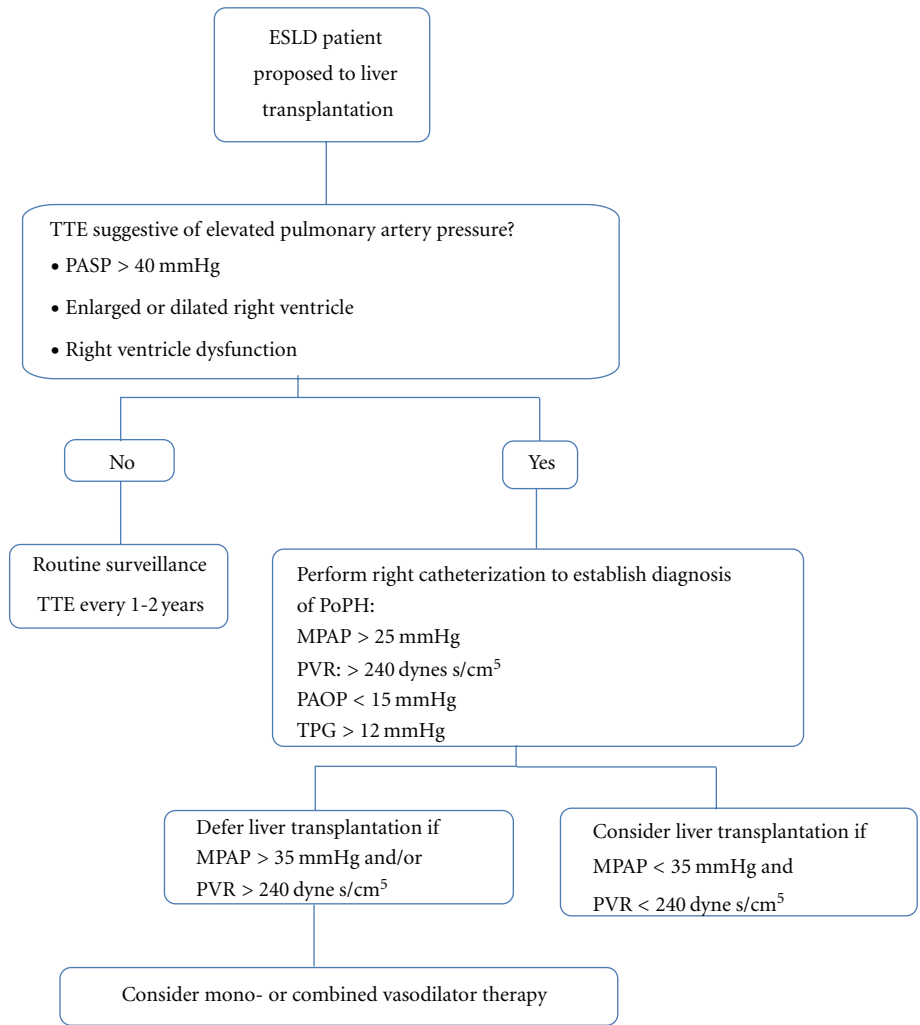 ESLD patient
proposed to liver
transplantation
TTE suggestive of elevated pulmonary artery pressure?
• PASP > 40 mmHg
• Enlarged or dilated right ventricle
• Right ventricle dysfunction
No
Yes
Routine surveillance
TTE every 1-2 years
Perform right catheterization to establish diagnosis
of PoPH:
MPAP > 25 mmHg
PVR: > 240 dynes s/cm⁵
PAOP < 15 mmHg
TPG > 12 mmHg
Defer liver transplantation if
MPAP > 35 mmHg and/or
PVR > 240 dyne s/cm⁵
Consider liver transplantation if
MPAP < 35 mmHg and
PVR < 240 dyne s/cm⁵
Consider mono- or combined vasodilator therapy